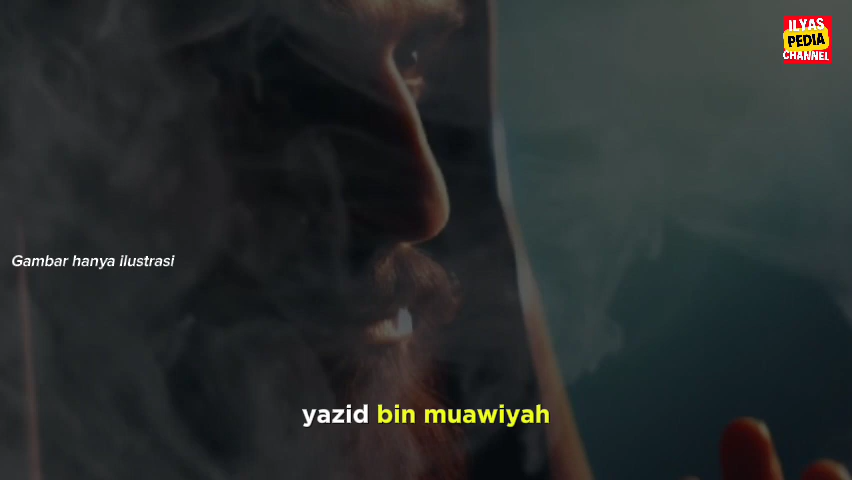 ILYAS
PEDIA
CHANNEL
Gambar hanya ilustrasi
yazid bin muawiyah